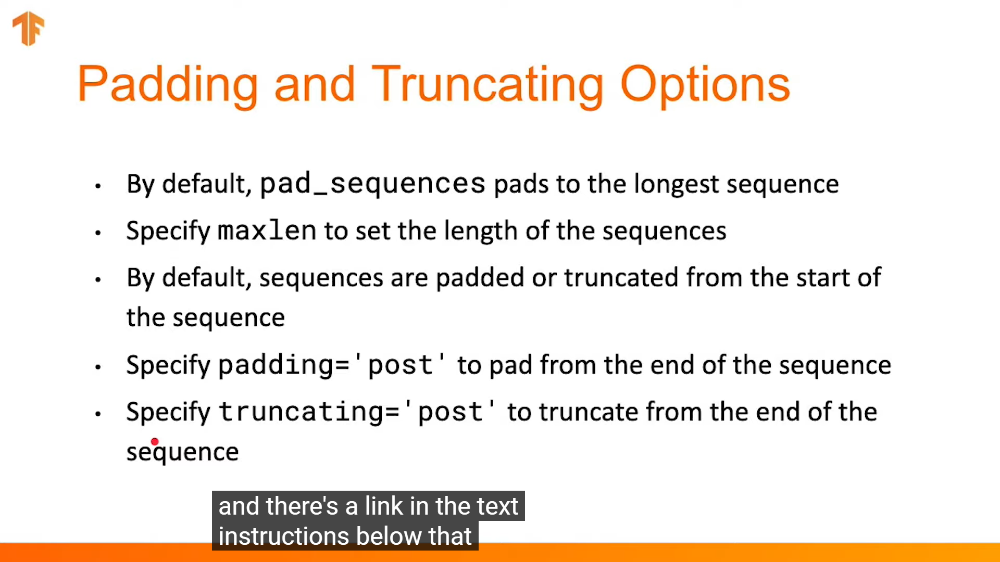 Padding and Truncating Options
• By default, pad_sequences pads to the longest sequence
• Specify maxlen to set the length of the sequences
• By default, sequences are padded or truncated from the start of
the sequence
• Specify padding='post' to pad from the end of the sequence
• Specify truncating='post' to truncate from the end of the
sequence
and there's a link in the text
instructions below that